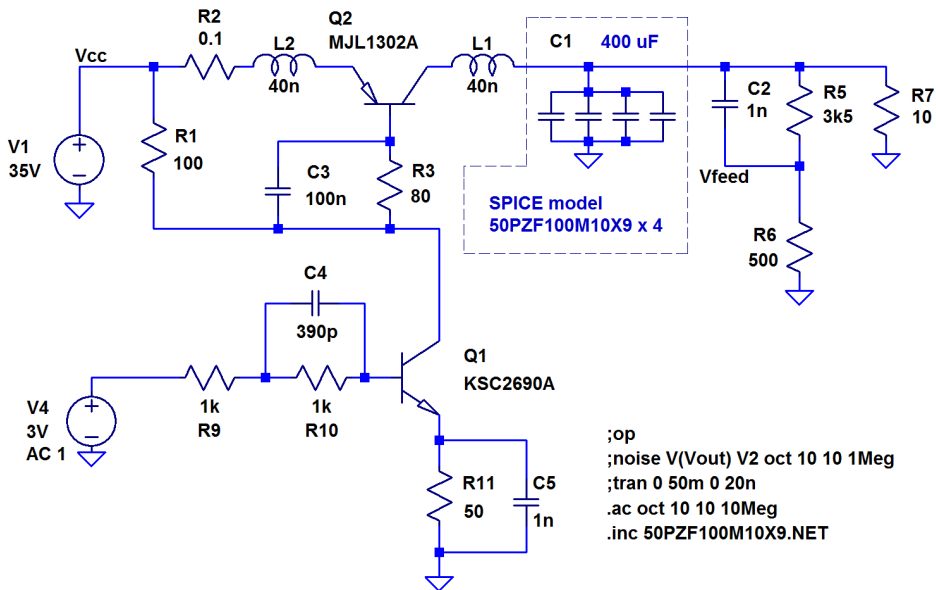 R2
0.1
Q2
MJL1302A
L2
40n
L1
40n
C1
400 uF
Vcc
V1
35V
R1
100
C3
100n
R3
80
SPICE model
50PZF100M10X9 x 4
C2
1n
R5
3k5
R7
10
Vfeed
R6
500
C4
390p
Q1
KSC2690A
V4
3V
AC 1
1k
R9
1k
R10
R11
50
C5
1n
;op
;noise V(Vout) V2 oct 10 10 1Meg
;tran 0 50m 0 20n
.ac oct 10 10 10Meg
.inc 50PZF100M10X9.NET